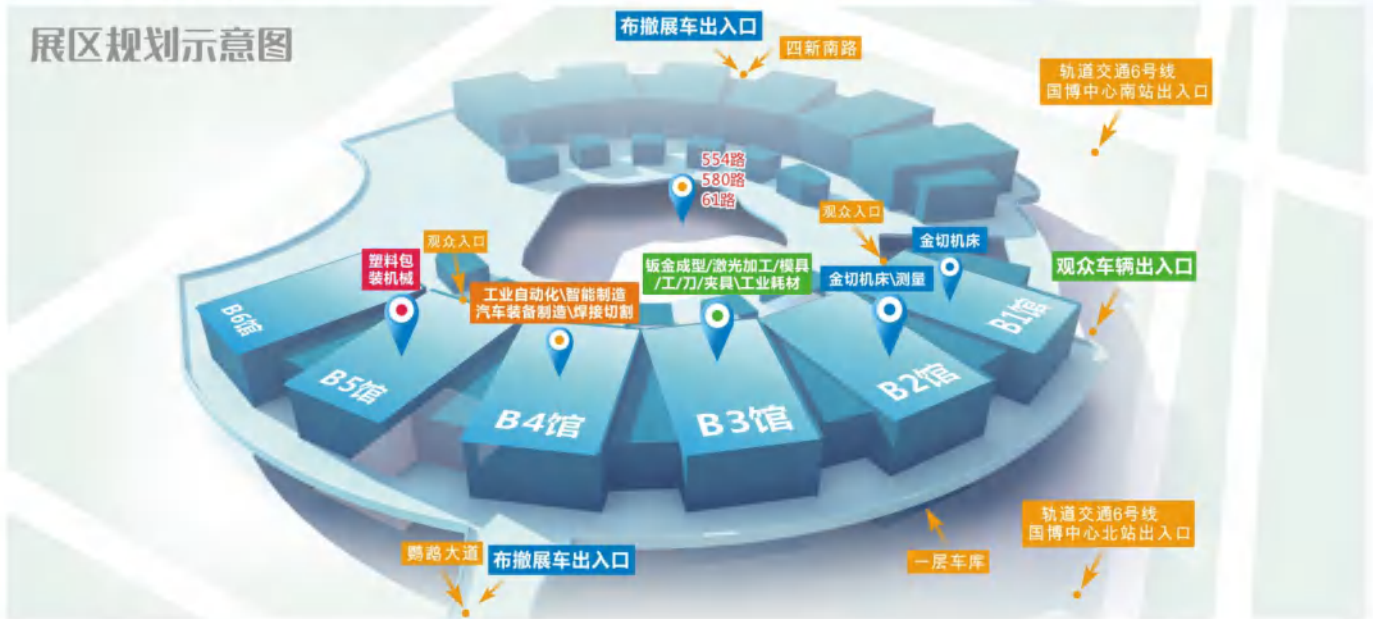 展区规划示意图
布撤展车出入口
四新南路
轨道交通6号线
国博中心南站出入口
554路
580路
61路
观众入口
金切机床
观众车辆出入口
观众入口
塑料包
装机械
钣金成型/激光加工/模具
/工/刀/夹具\工业耗材
金切机床\测量
工业自动化\智能制造
汽车装备制造\焊接切割
B6馆
B5馆
B4馆
B3馆
B2馆
B1馆
轨道交通6号线
国博中心北站出入口
鹦鹉大道
布撤展车出入口
一层车库